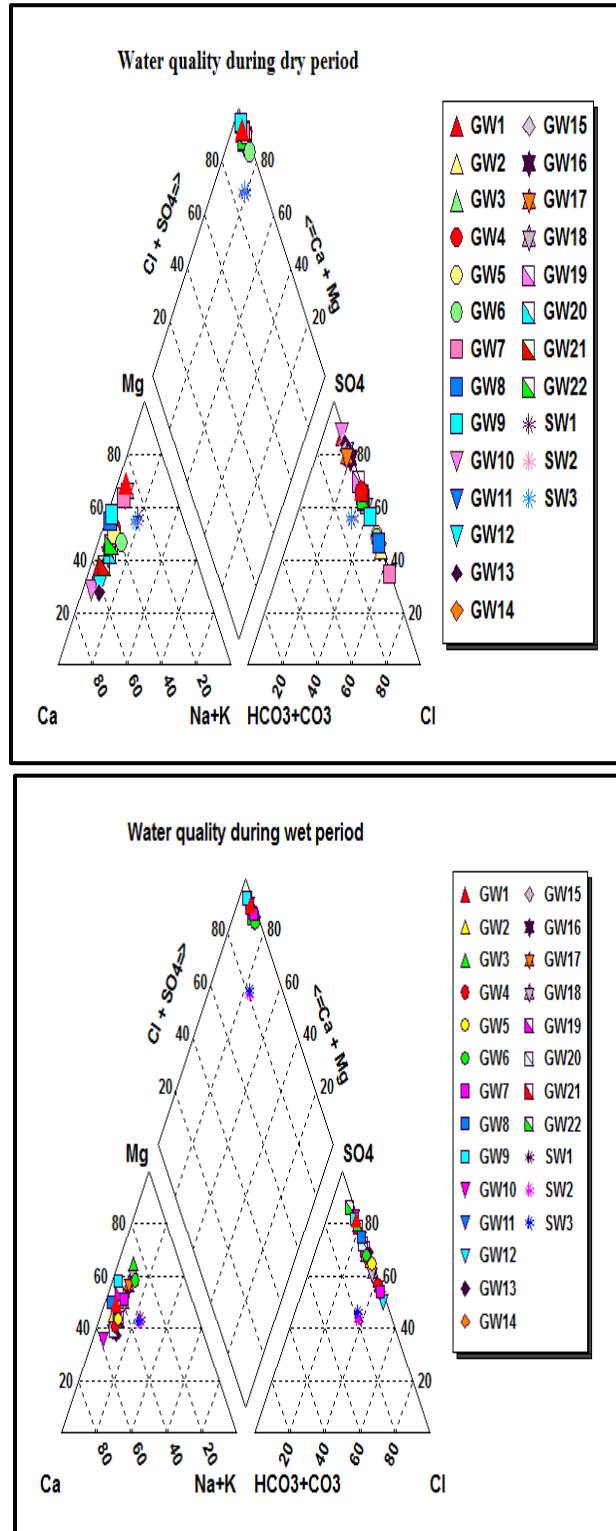 Water quality during dry period
80 80
Cl + SO4=> <=Ca + Mg
60 60
40 40
20 20
Mg SO4
80 80
60 60
40 40
20 20
80 60 40 20 20 40 60 80
Ca Na+K HCO3+CO3 Cl
GW1 GW15
GW2 GW16
GW3 GW17
GW4 GW18
GW5 GW19
GW6 GW20
GW7 GW21
GW8 GW22
GW9 SW1
GW10 SW2
GW11 SW3
GW12
GW13
GW14
Water quality during wet period
80 80
Cl + SO4=> <=Ca + Mg
60 60
40 40
20 20
Mg SO4
80 80
60 60
40 40
20 20
80 60 40 20 20 40 60 80
Ca Na+K HCO3+CO3 Cl
GW1 GW15
GW2 GW16
GW3 GW17
GW4 GW18
GW5 GW19
GW6 GW20
GW7 GW21
GW8 GW22
GW9 SW1
GW10 SW2
GW11 SW3
GW12
GW13
GW14